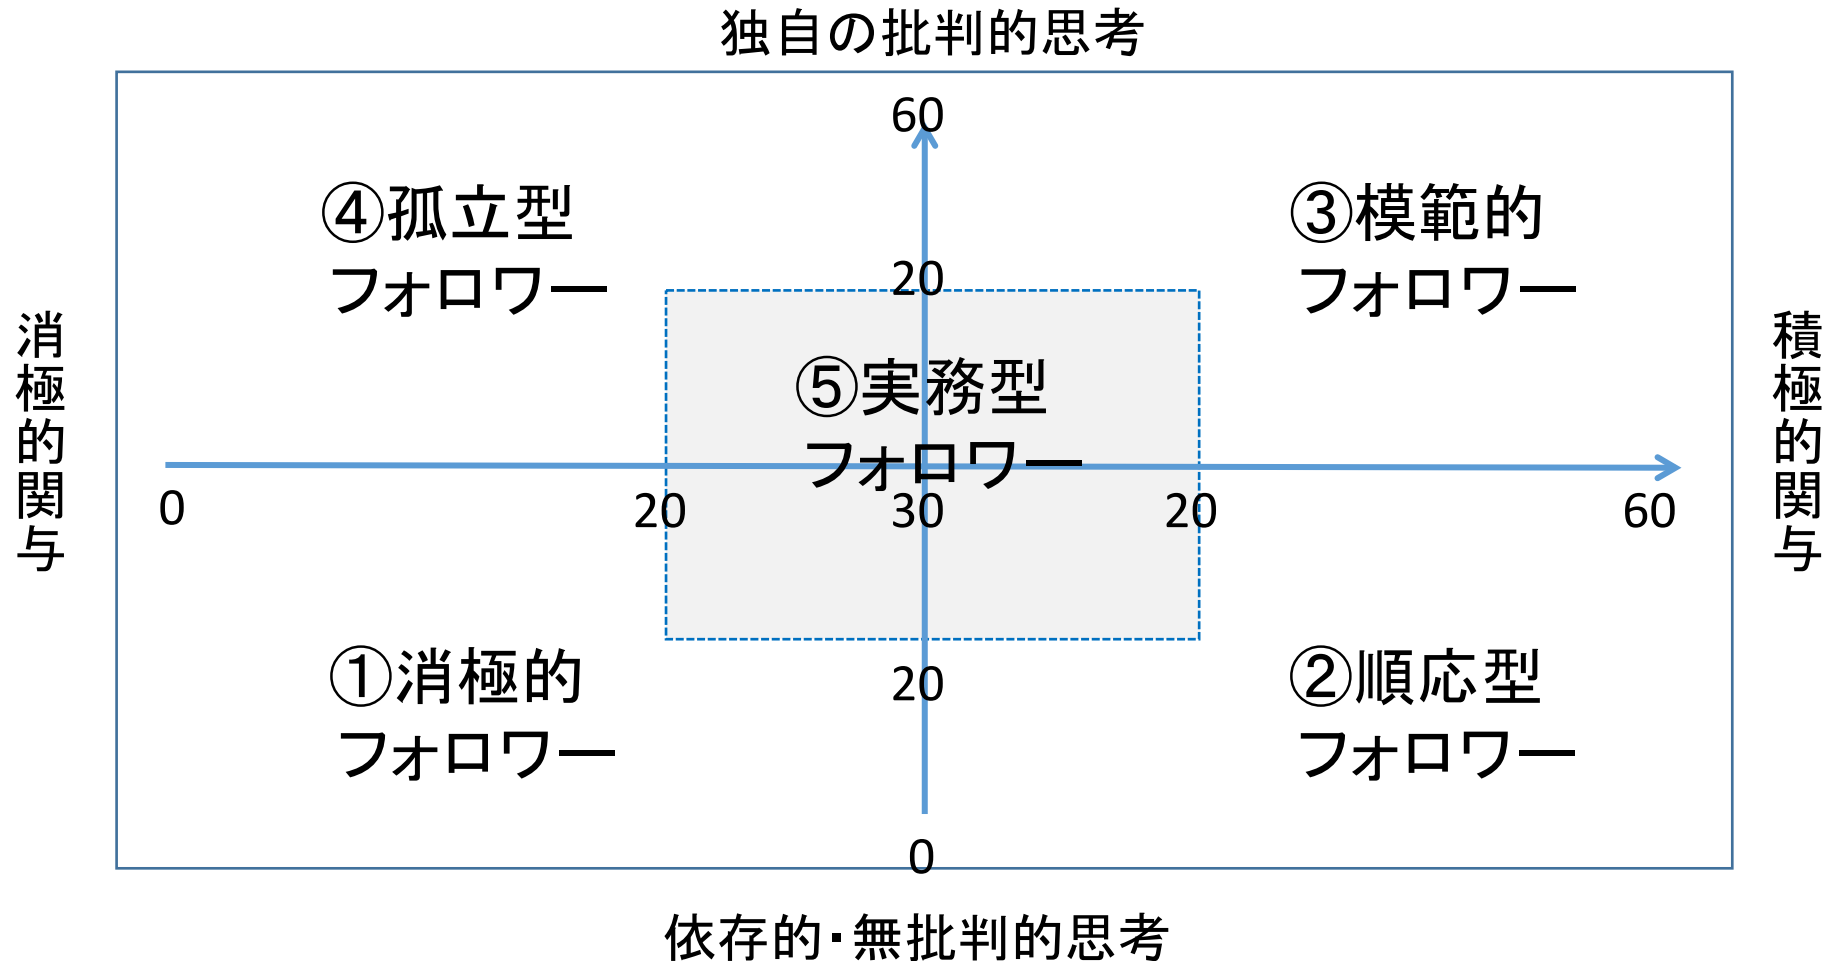 独自の批判的思考
60
④孤立型
フォロワー
③模範的
フォロワー
20
消極的関与
積極的関与
⑤実務型
フォロワー
0
20
30
20
60
①消極的
フォロワー
②順応型
フォロワー
20
0
依存的・無批判的思考